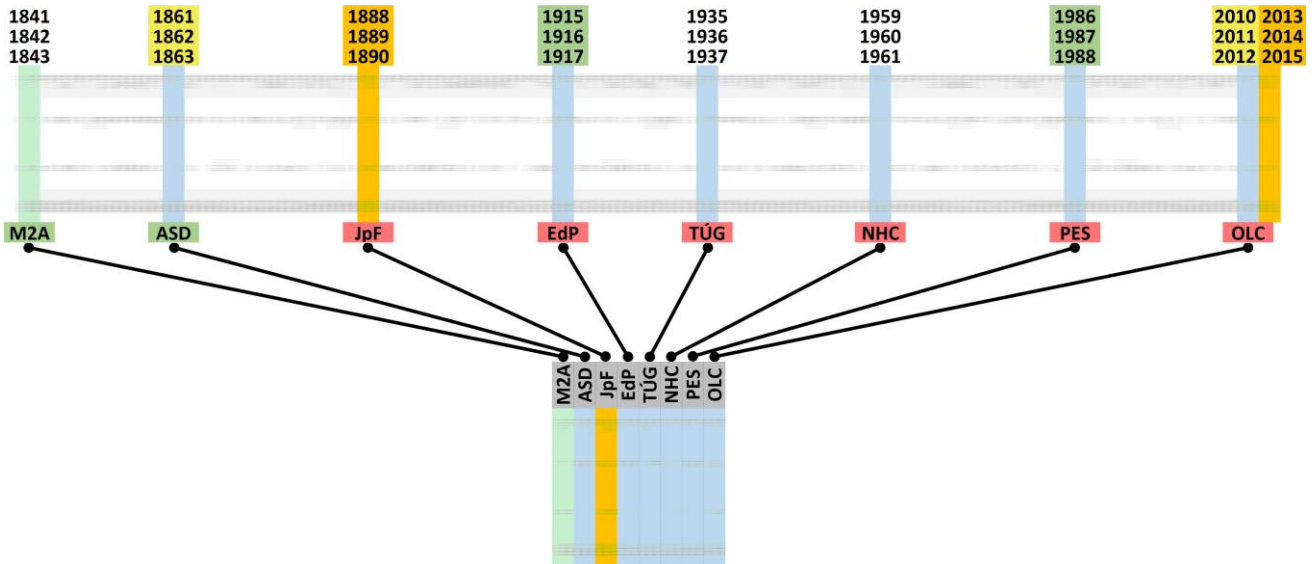 1841 1861 1888 1915 1935 1959 1986 2010 2013
1842 1862 1889 1916 1936 1960 1987 2011 2014
1843 1863 1890 1917 1937 1961 1988 2012 2015
M2A ASD JpF EdP TÚG NHC PES OLC
M2A ASD JpF EdP TÚG NHC PES OLC